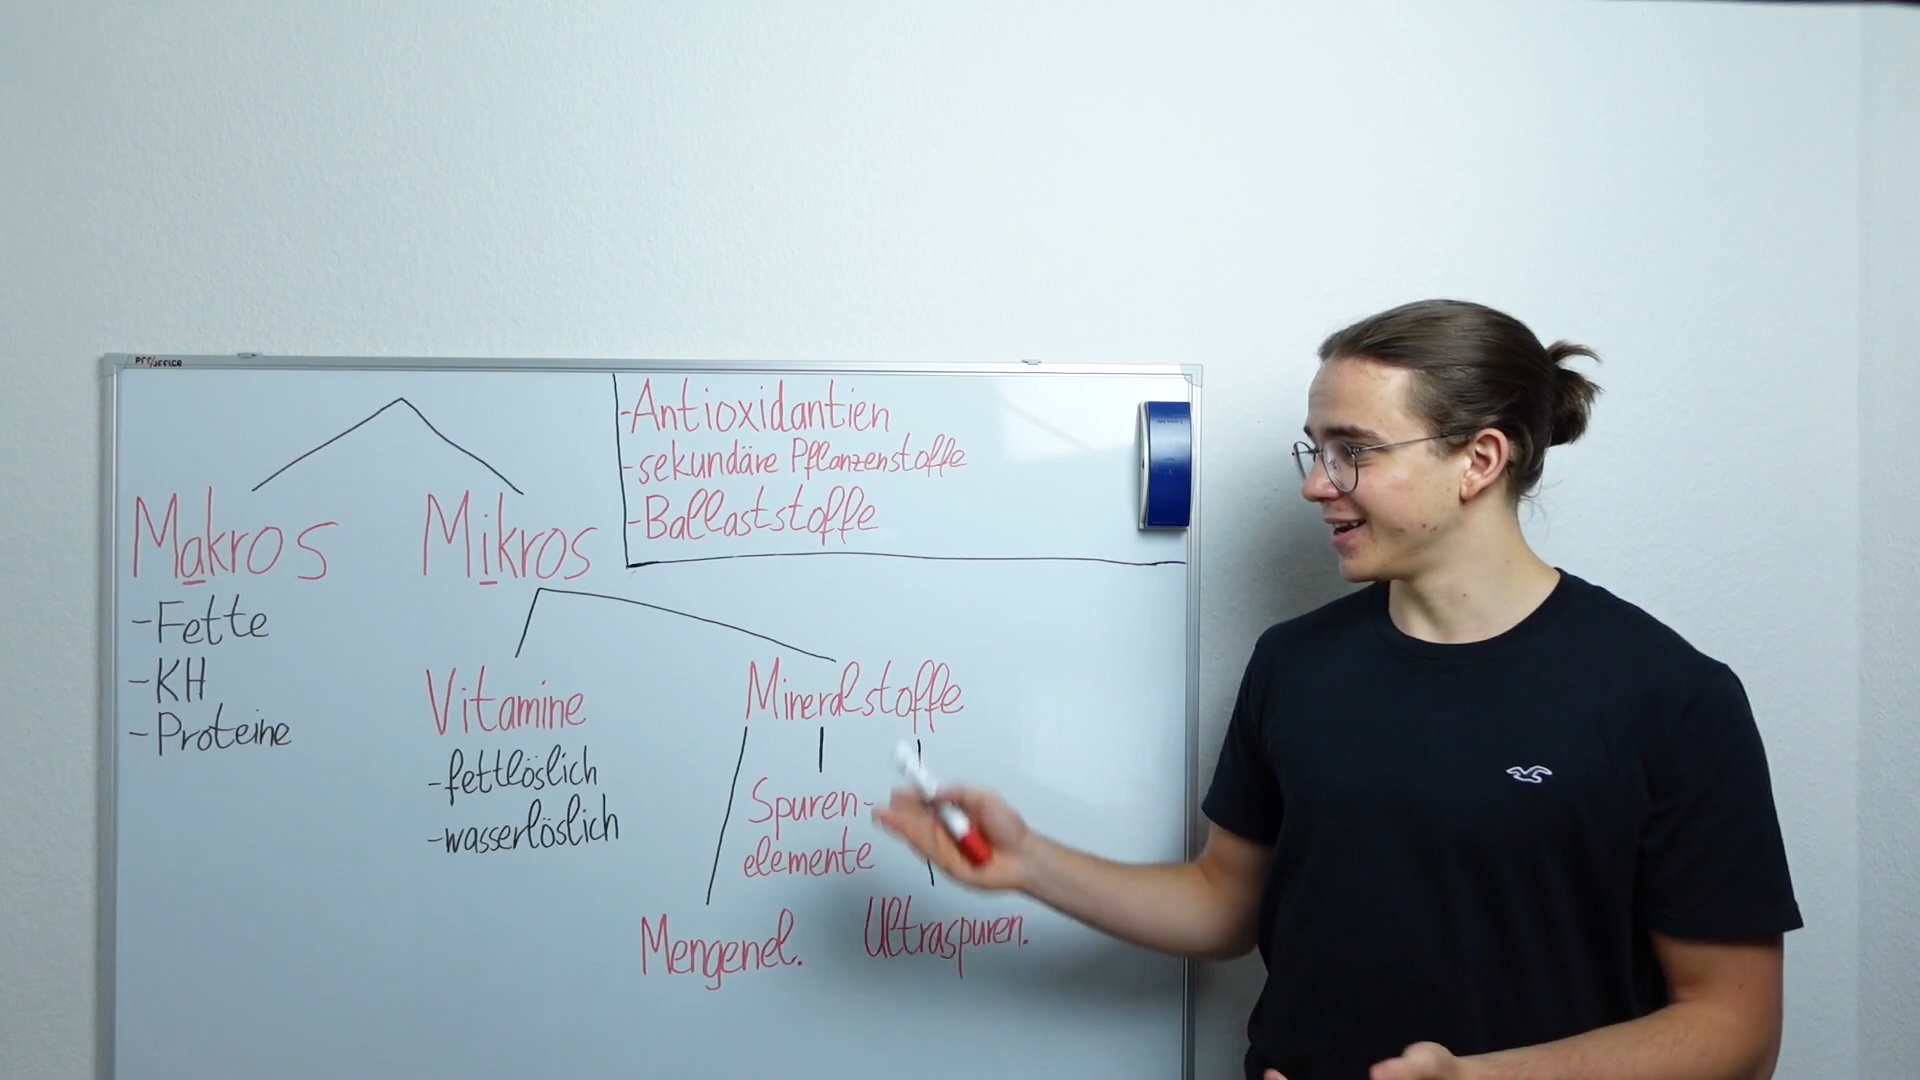 - Antioxidantien
- sekundäre Pflanzenstoffe
- Ballaststoffe
Makros
- Fette
- KH
- Proteine
Mikros
Vitamine
- fettlöslich
- wasserlöslich
Mineralstoffe
Spuren-
elemente
Mengenel.
Ultraspuren.